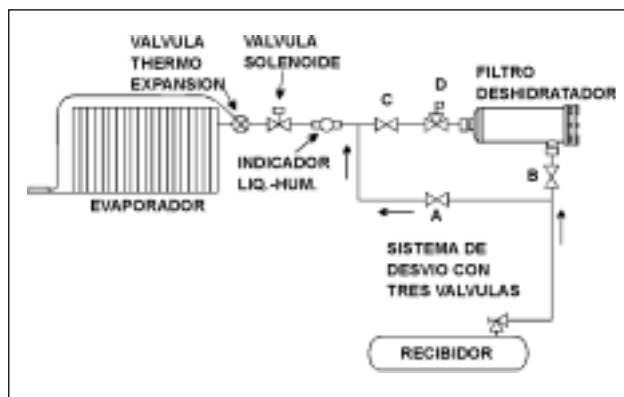 VALVULA
THERMO
EXPANSION
VALVULA
SOLENOIDE
FILTRO
DESHIDRATADOR
C
D
INDICADOR
LIQ.-HUM.
B
EVAPORADOR
A
SISTEMA DE
DESVIO CON
TRES VALVULAS
RECIBIDOR